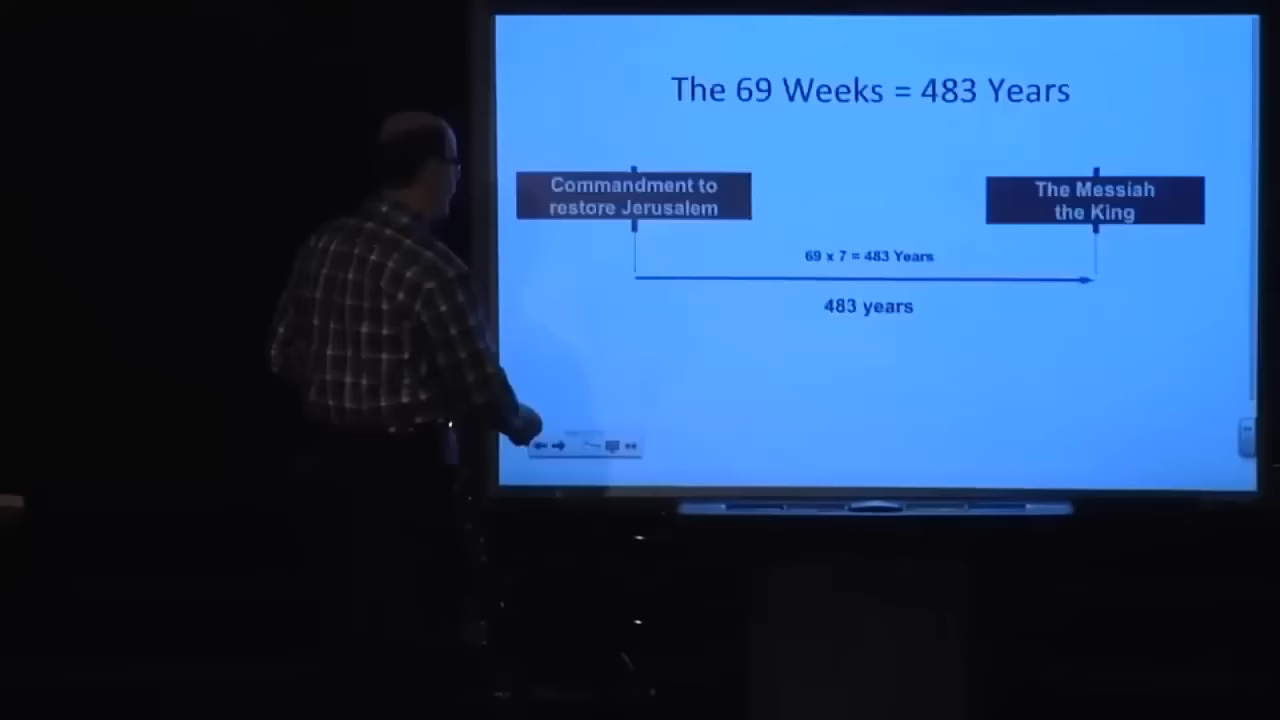 The 69 Weeks = 483 Years
Commandment to
restore Jerusalem
The Messiah
the King
69 x 7 = 483 Years
483 years